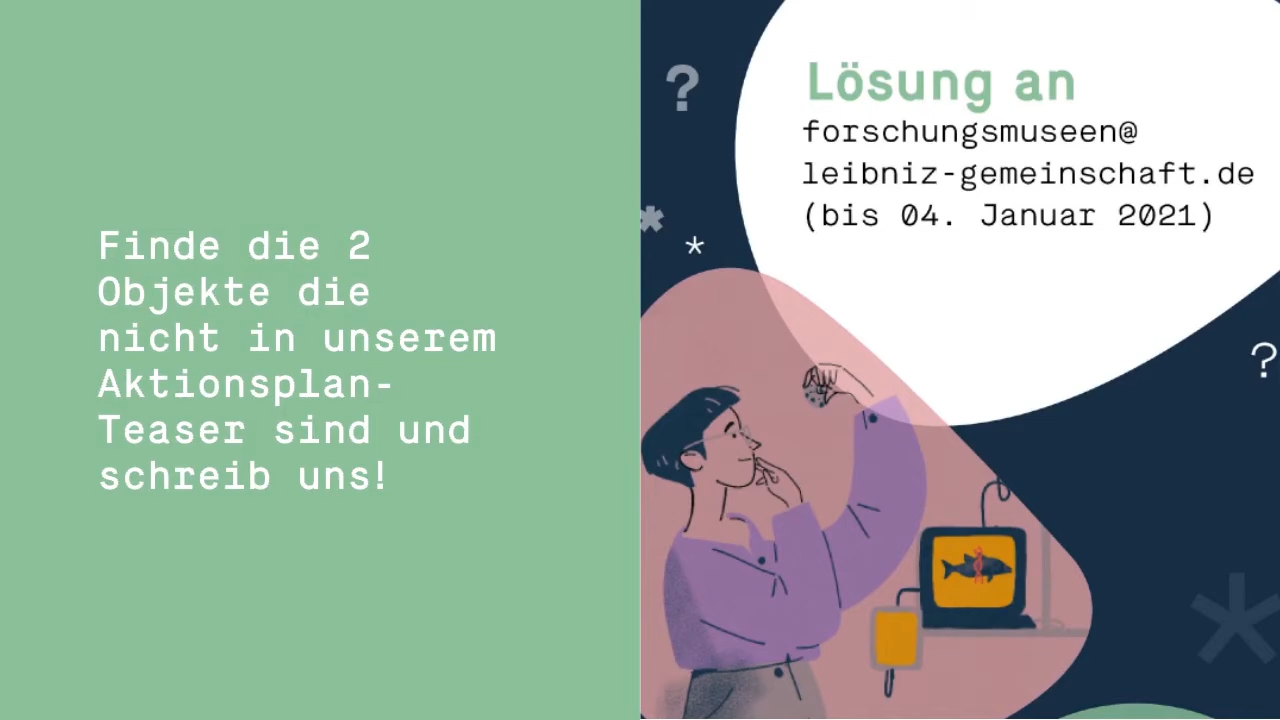 Finde die 2
Objekte die
nicht in unserem
Aktionsplan-
Teaser sind und
schreib uns!
Lösung an
forschungsmuseen@
leibniz-gemeinschaft.de
(bis 04. Januar 2021)
?
*
*
?
*